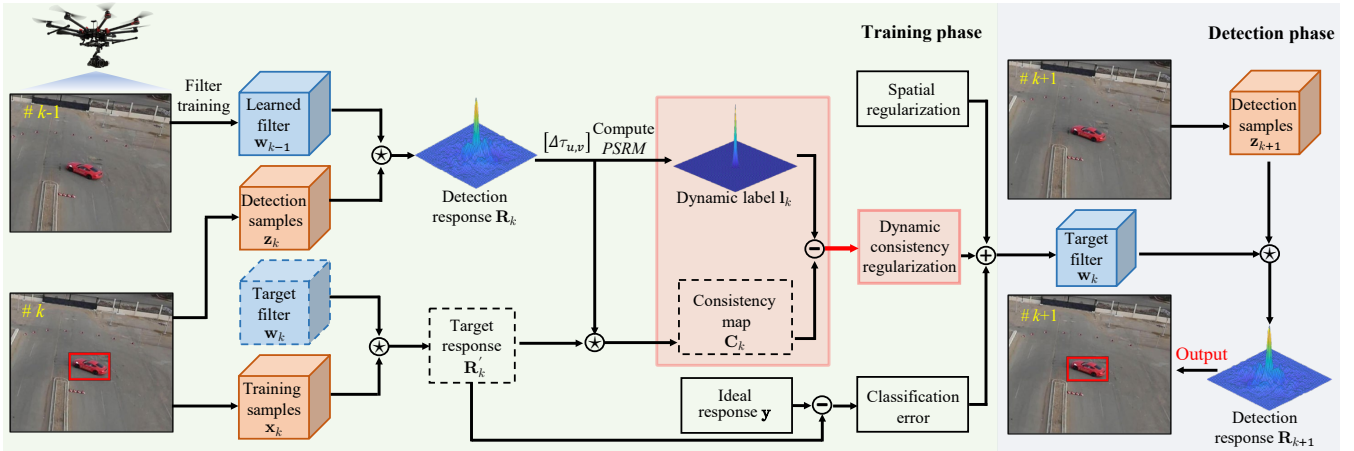 Training phase
Detection phase
Filter
training
# k-1
Learned
filter
w_{k−1}
Detection
samples
z_k
# k
Target
filter
w_k
Training
samples
x_k
Detection
response R_k
[Δτ_{u,v}]
Compute
PSRM
Target
response
R'_k
Dynamic label l_k
Consistency
map
C_k
Ideal
response y
Spatial
regularization
Dynamic
consistency
regularization
Classification
error
# k+1
Detection
samples
z_{k+1}
Target
filter
w_k
# k+1
Output
Detection
response R_{k+1}